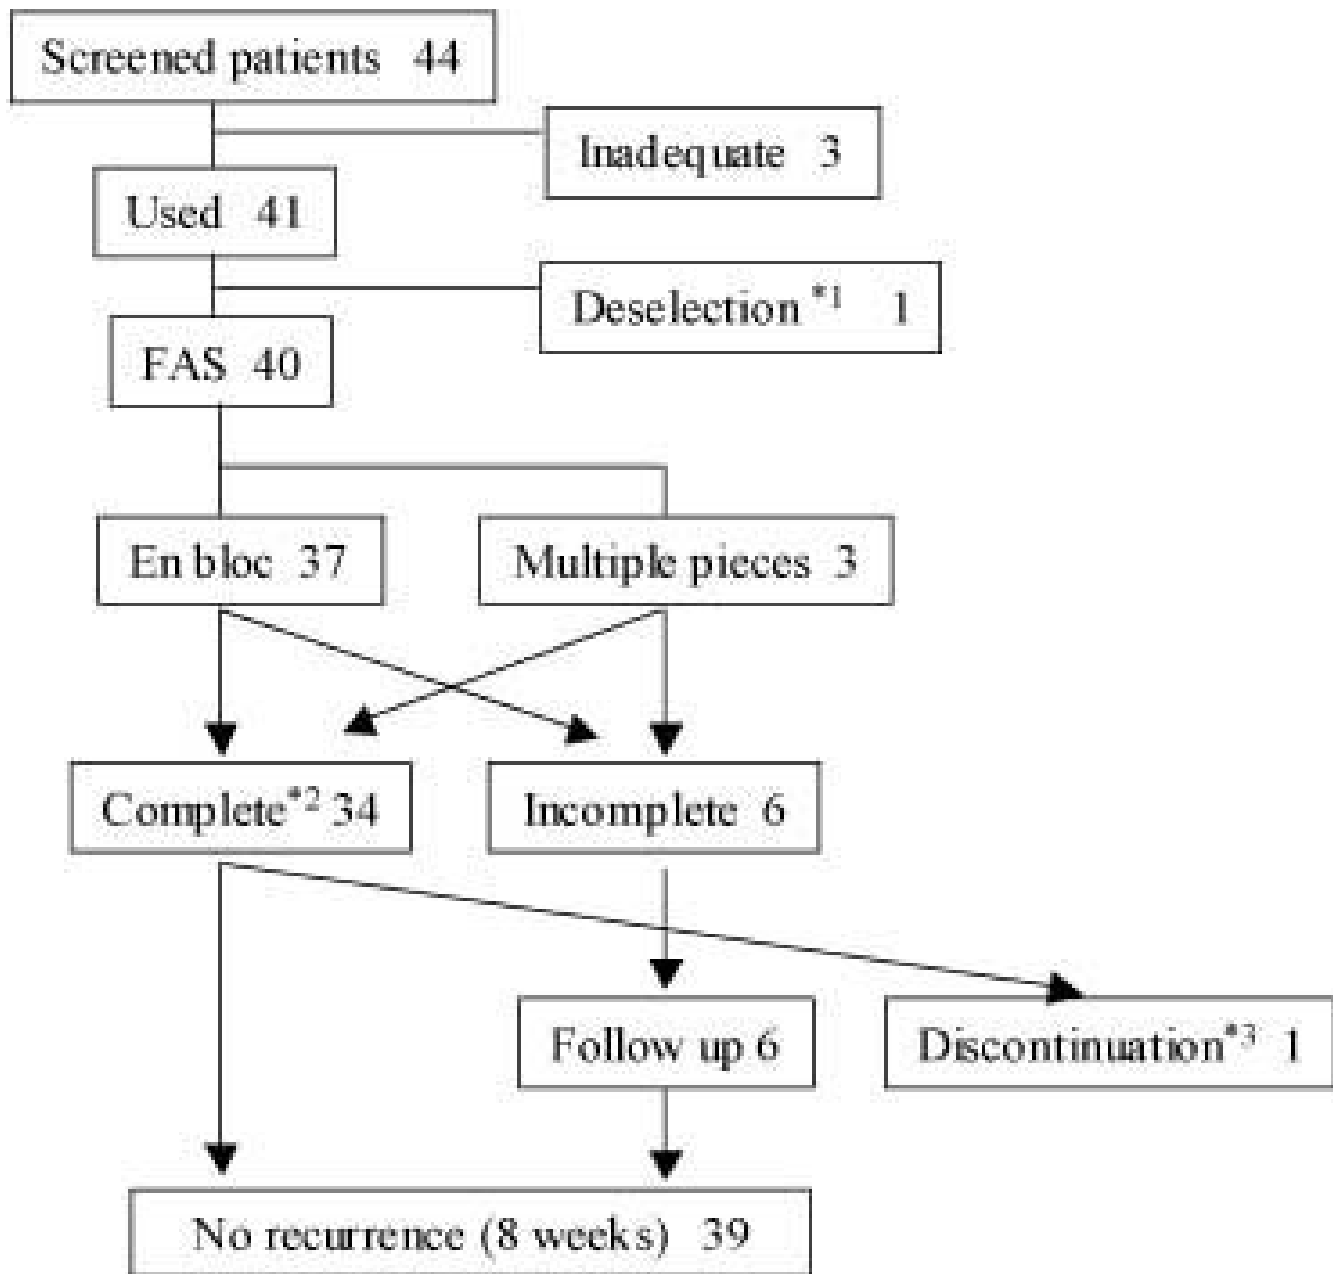 Screened patients 44
Inadequate 3
Used 41
Deselection *1 1
FAS 40
En bloc 37
Multiple pieces 3
Complete*2 34
Incomplete 6
Follow up 6
Discontinuation*3 1
No recurrence (8 weeks) 39